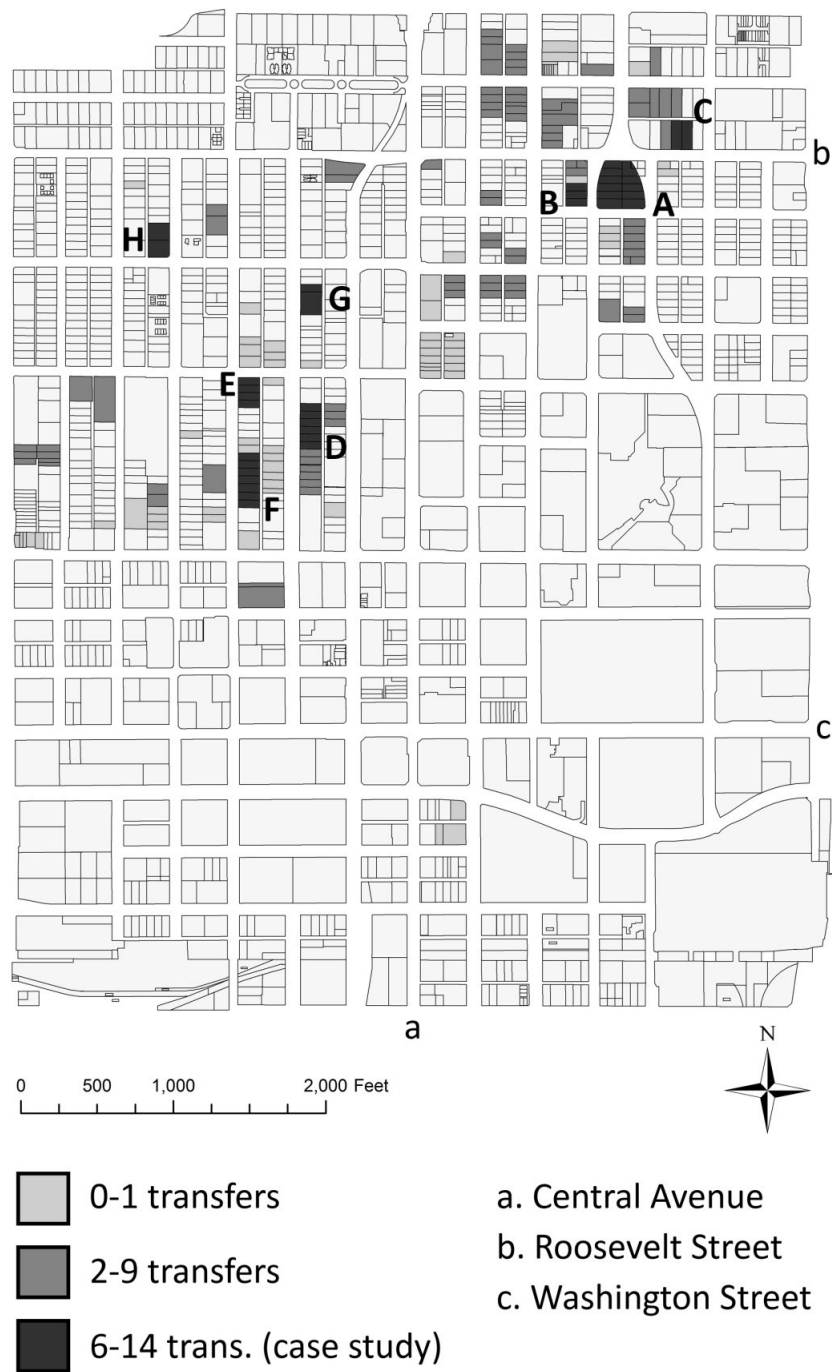 C
b
B
A
H
G
E
D
F
c
a
N
0 500 1,000 2,000 Feet
0-1 transfers
2-9 transfers
6-14 trans. (case study)
a. Central Avenue
b. Roosevelt Street
c. Washington Street